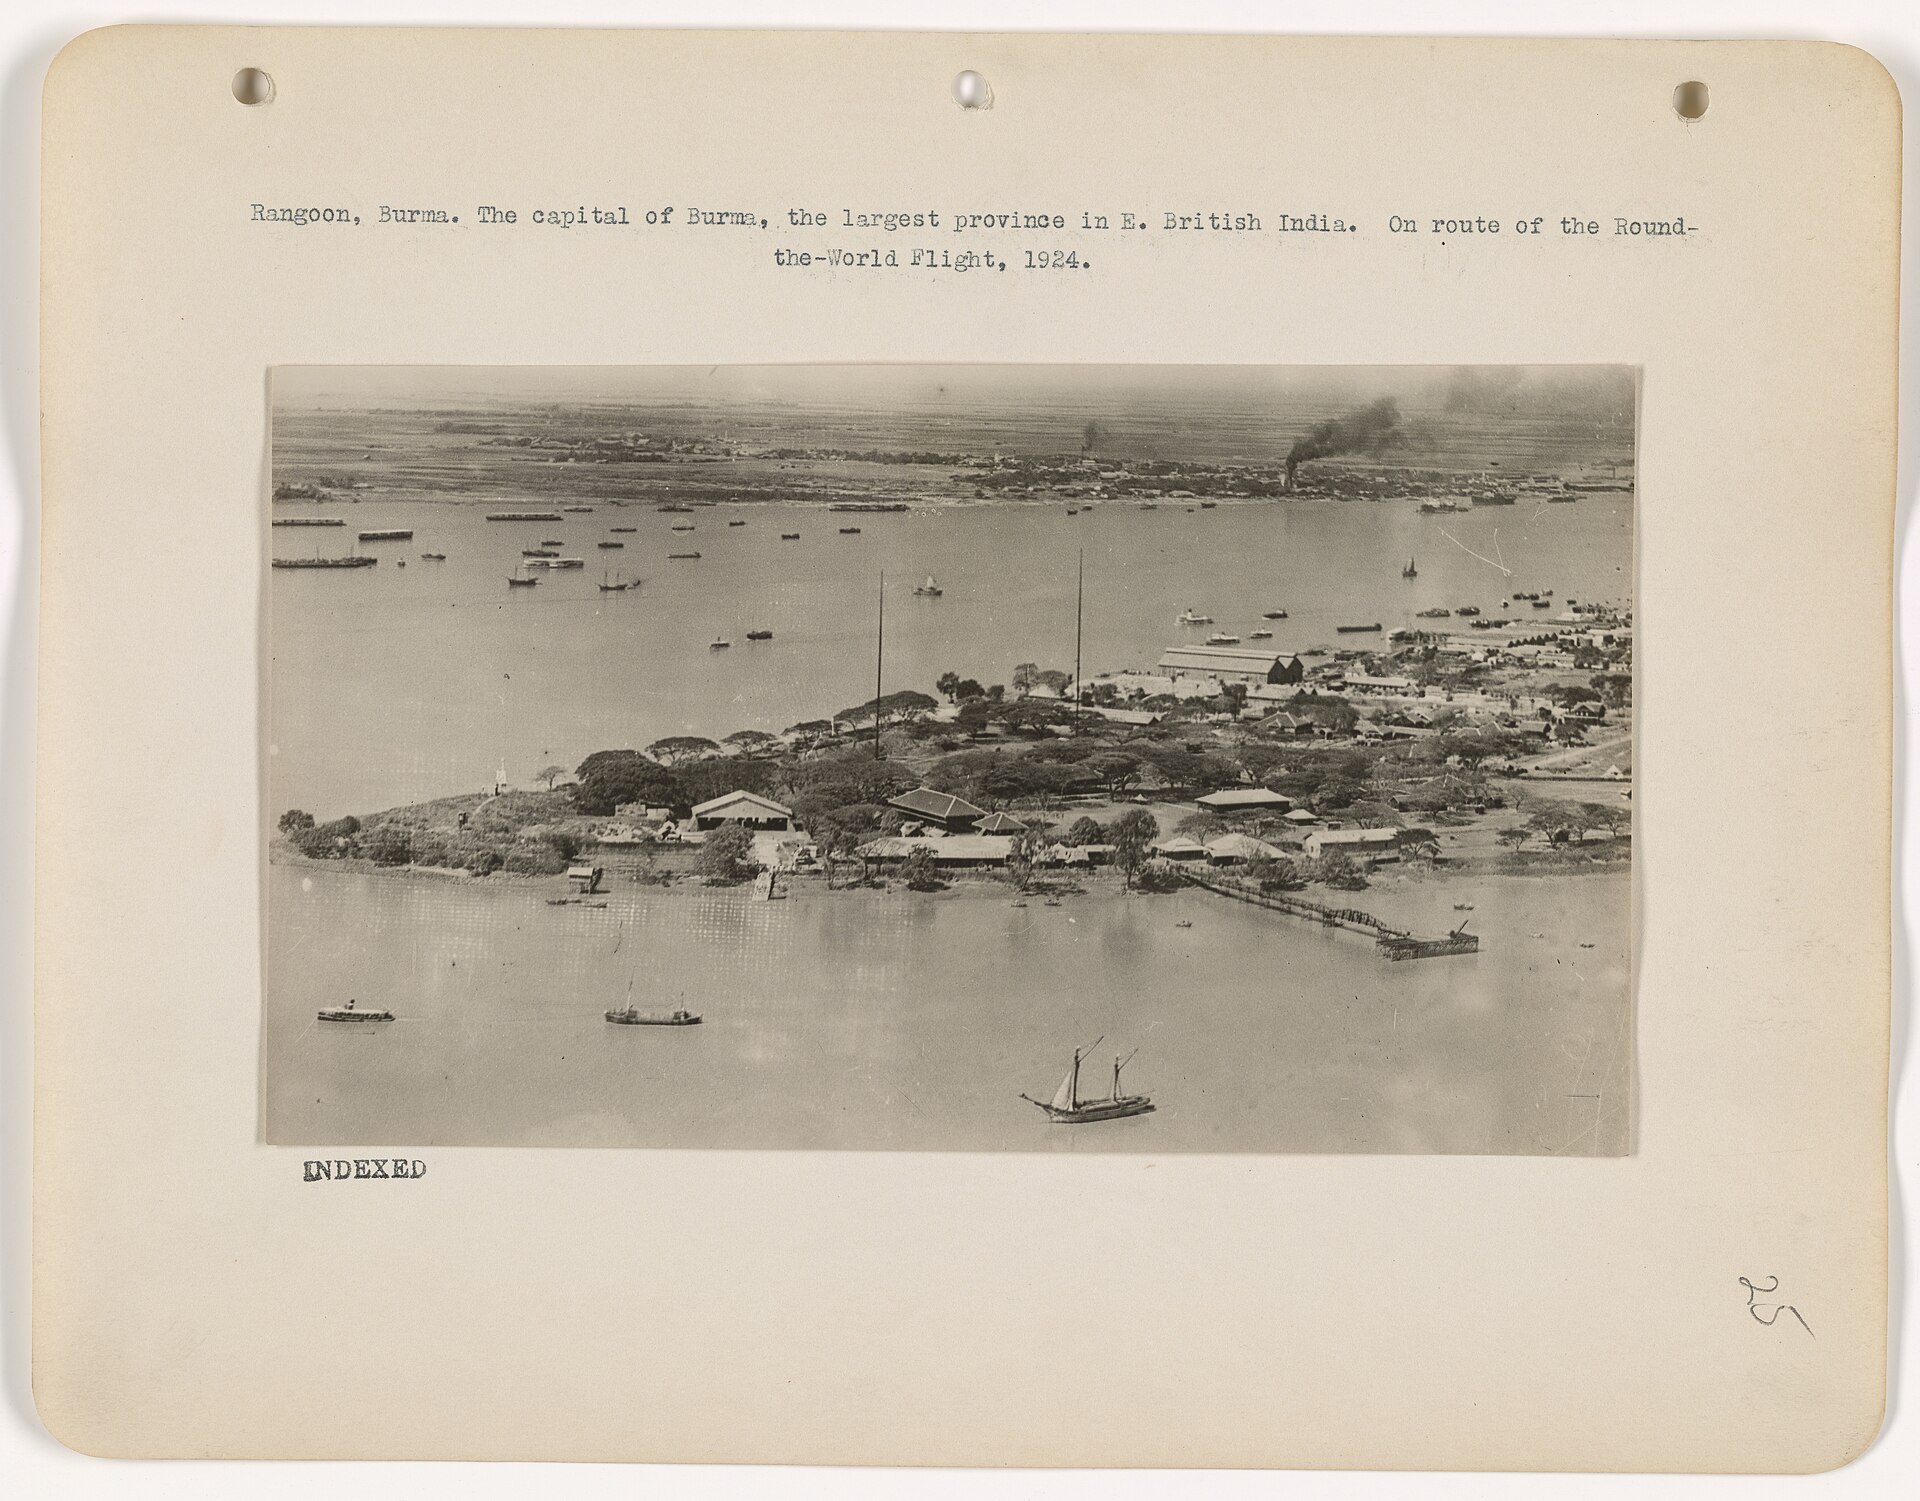 Rangoon, Burma. The capital of Burma, the largest province in E. British India. On route of the Round-
the-World Flight, 1924.
INDEXED
25